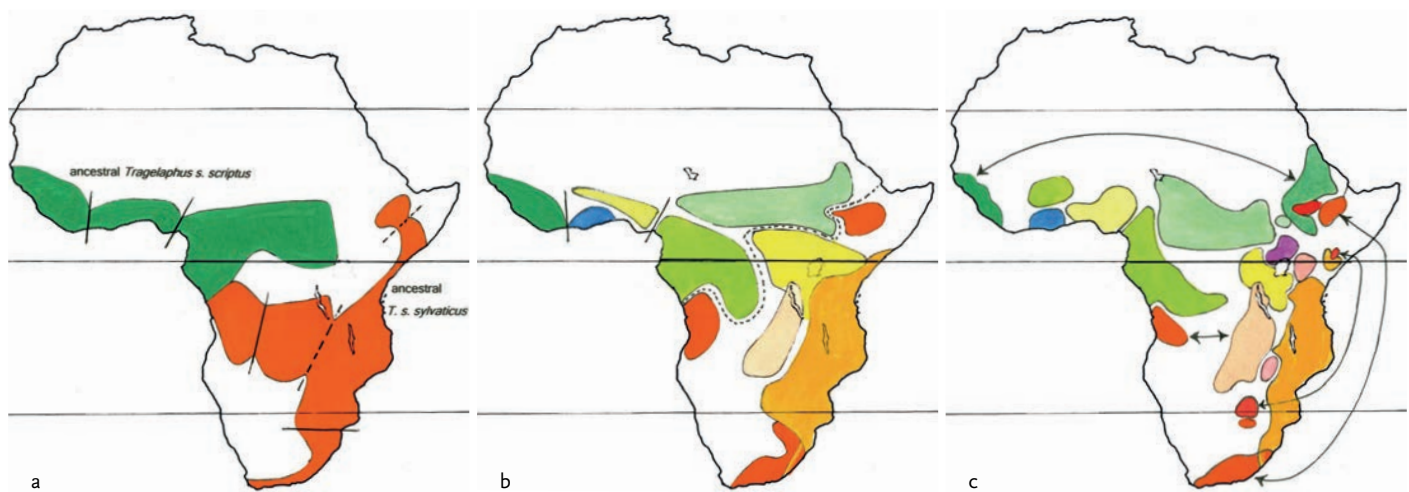 ancestral Tragelaphus s. scriptus
ancestral
T. s. sylvaticus
a
b
c